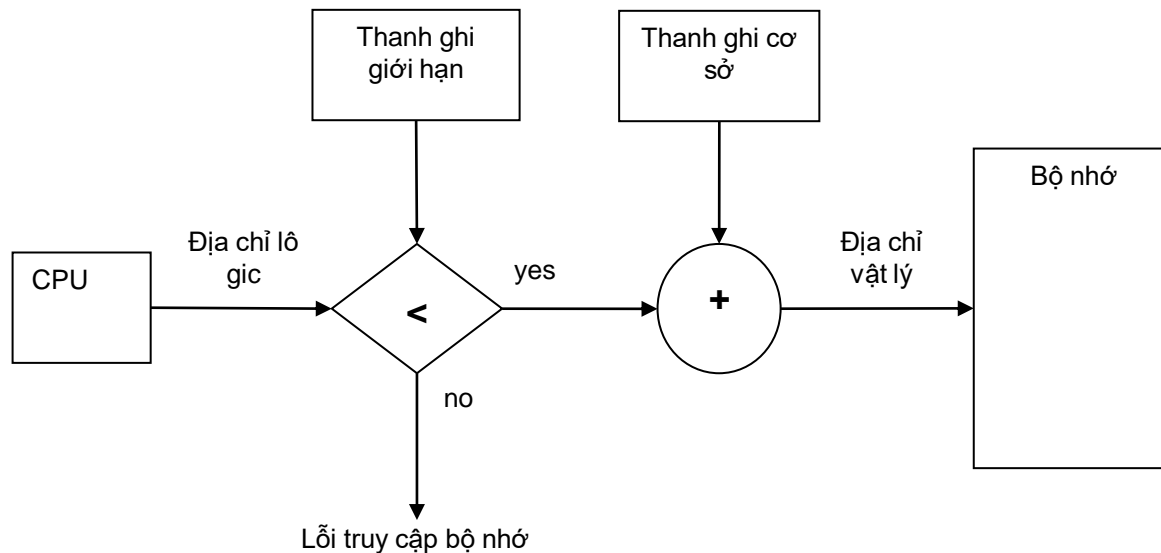 Thanh ghi
giới hạn
Thanh ghi cơ
sở
Bộ nhớ
Địa chỉ lô
gic
Địa chỉ
vật lý
CPU
yes
<
+
no
Lỗi truy cập bộ nhớ